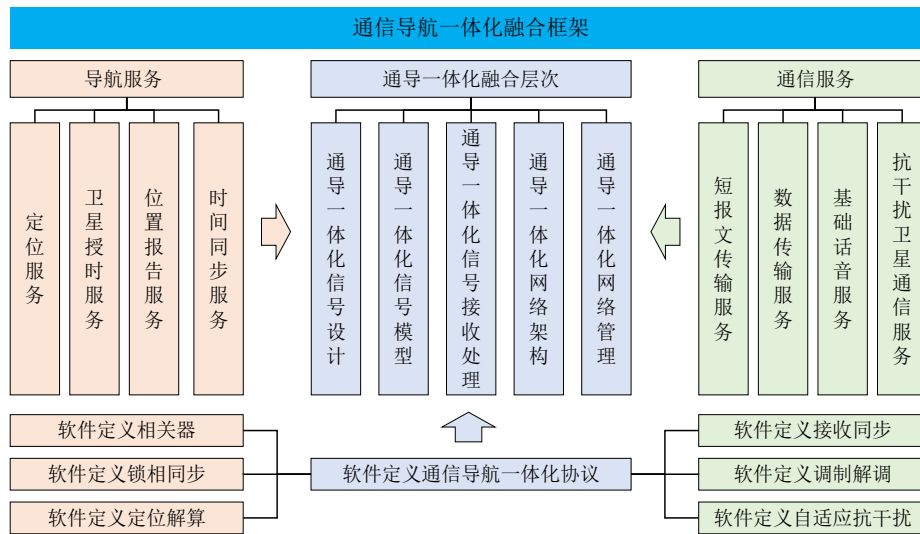 通信导航一体化融合框架
导航服务
通导一体化融合层次
通信服务
定位服务
卫星授时服务
位置报告服务
时间同步服务
通导一体化信号设计
通导一体化信号模型
通导一体化信号接收处理
通导一体化网络架构
通导一体化网络管理
短报文传输服务
数据传输服务
基础话音服务
抗干扰卫星通信服务
软件定义相关器
软件定义锁相同步
软件定义定位解算
软件定义通信导航一体化协议
软件定义接收同步
软件定义调制解调
软件定义自适应抗干扰